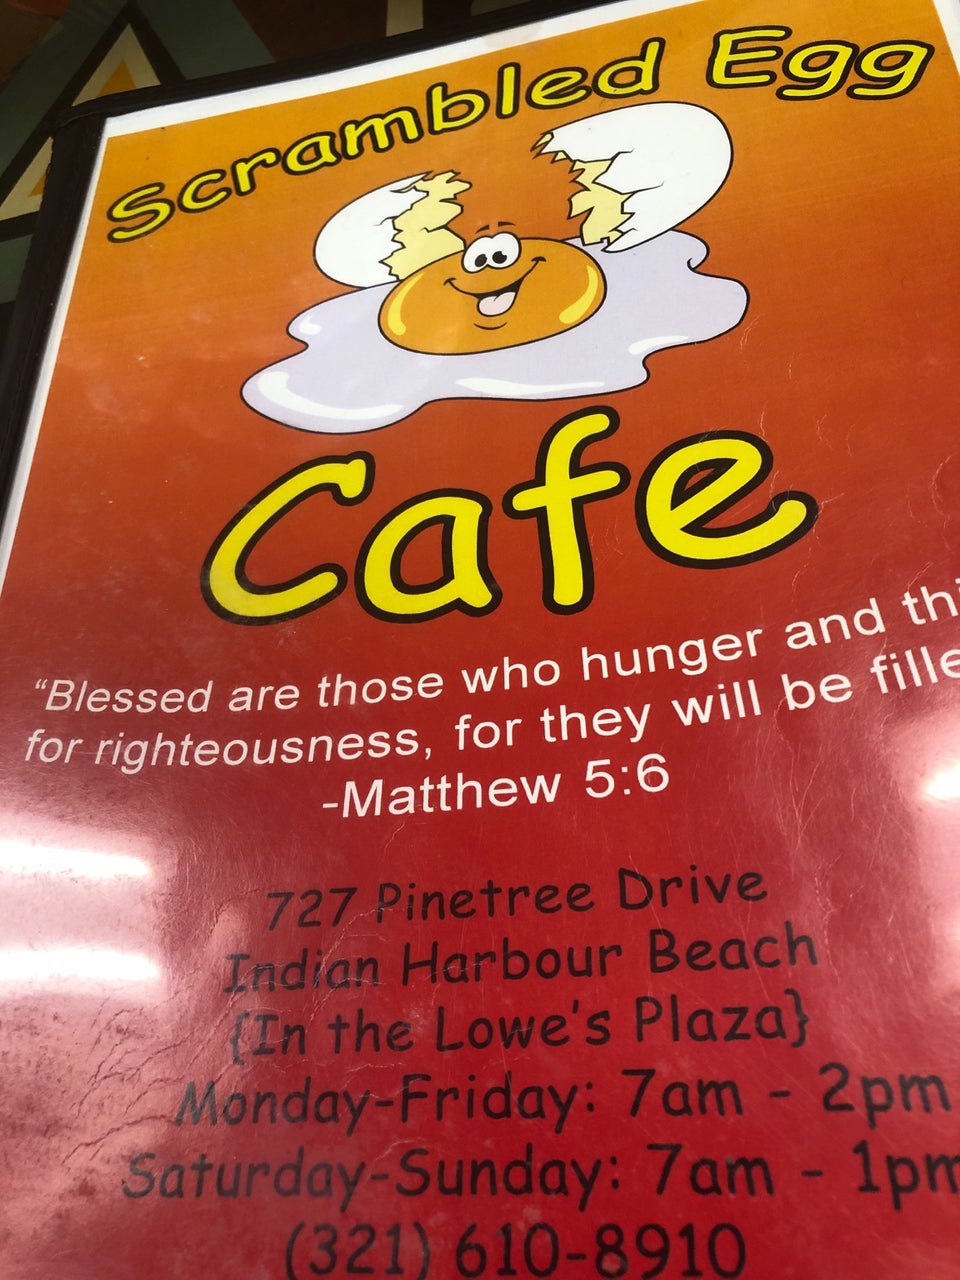 Scrambled Egg
Cafe
“Blessed are those who hunger and thi
for righteousness, for they will be fille
-Matthew 5:6
727 Pinetree Drive
Indian Harbour Beach
{In the Lowe's Plaza}
Monday-Friday: 7am - 2pm
Saturday-Sunday: 7am - 1pm
(321) 610-8910